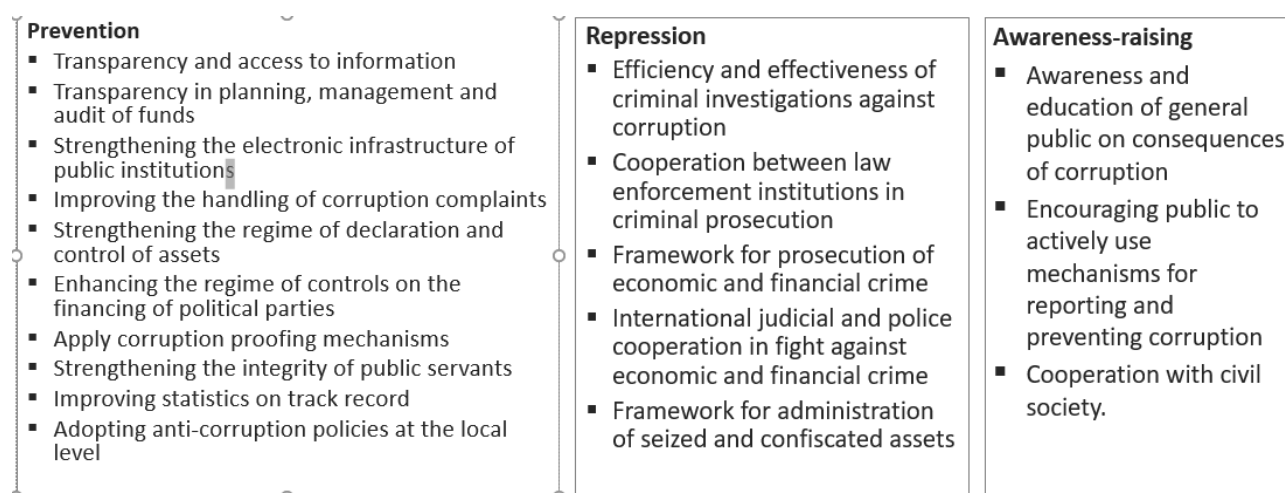 Prevention
▪ Transparency and access to information
▪ Transparency in planning, management and
audit of funds
▪ Strengthening the electronic infrastructure of
public institutions
▪ Improving the handling of corruption complaints
▪ Strengthening the regime of declaration and
control of assets
▪ Enhancing the regime of controls on the
financing of political parties
▪ Apply corruption proofing mechanisms
▪ Strengthening the integrity of public servants
▪ Improving statistics on track record
▪ Adopting anti-corruption policies at the local
level
Repression
▪ Efficiency and effectiveness of
criminal investigations against
corruption
▪ Cooperation between law
enforcement institutions in
criminal prosecution
▪ Framework for prosecution of
economic and financial crime
▪ International judicial and police
cooperation in fight against
economic and financial crime
▪ Framework for administration
of seized and confiscated assets
Awareness-raising
▪ Awareness and
education of general
public on consequences
of corruption
▪ Encouraging public to
actively use
mechanisms for
reporting and
preventing corruption
▪ Cooperation with civil
society.